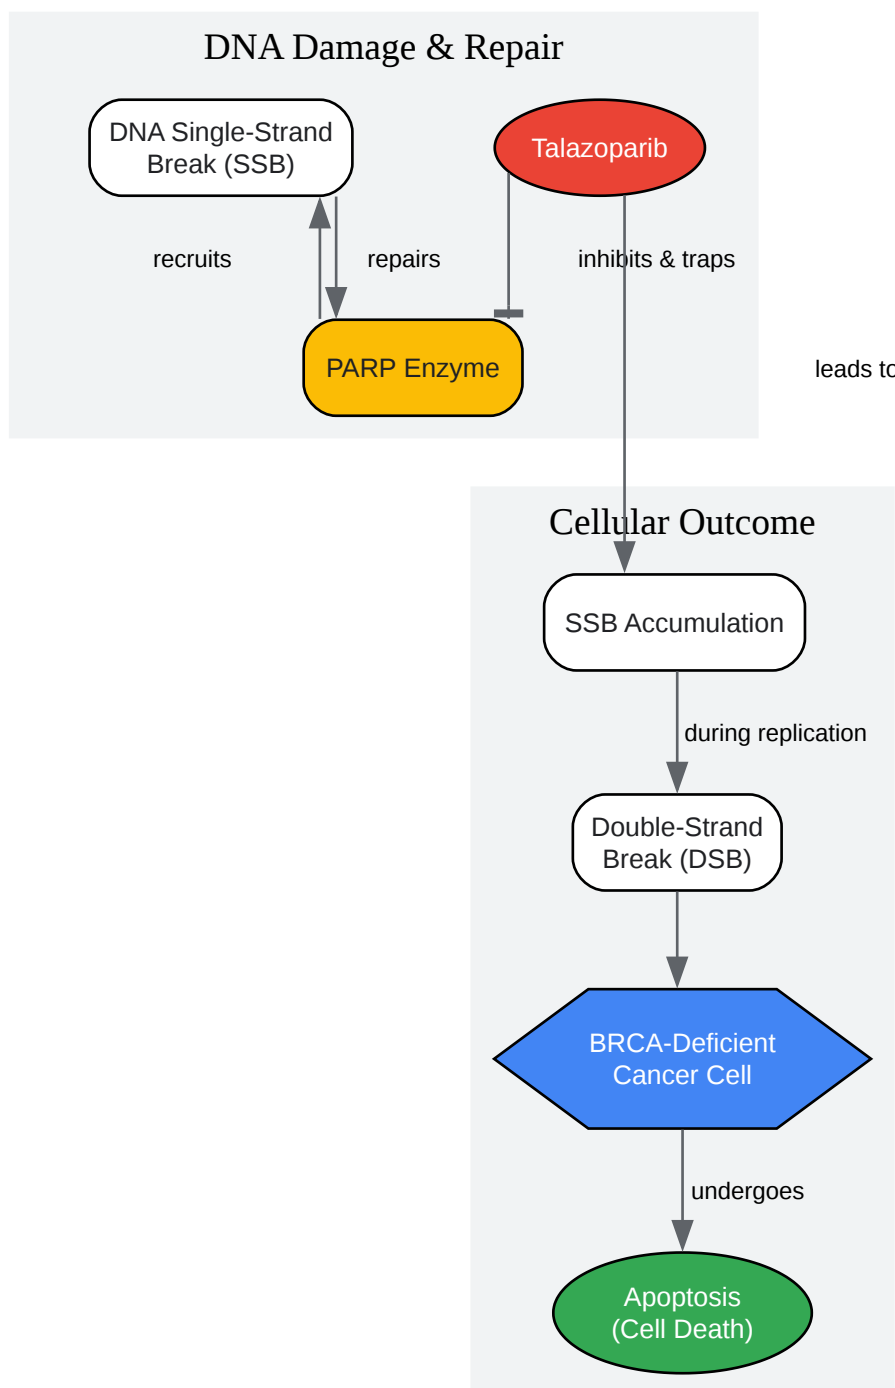 DNA Damage & Repair
DNA Single-Strand
Break (SSB)
Talazoparib
recruits
repairs
inhibits & traps
PARP Enzyme
leads to
Cellular Outcome
SSB Accumulation
during replication
Double-Strand
Break (DSB)
BRCA-Deficient
Cancer Cell
undergoes
Apoptosis
(Cell Death)